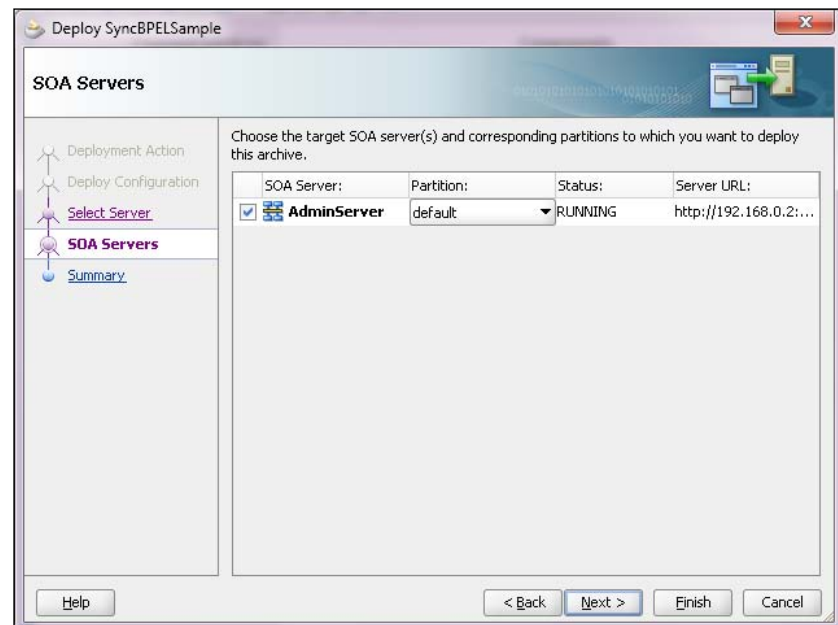 Deploy SyncBPELSample
SOA Servers
Deployment Action
Deploy Configuration
Select Server
SOA Servers
Summary
Choose the target SOA server(s) and corresponding partitions to which you want to deploy
this archive.
SOA Server: Partition: Status: Server URL:
AdminServer default RUNNING http://192.168.0.2:...
Help < Back Next > Finish Cancel